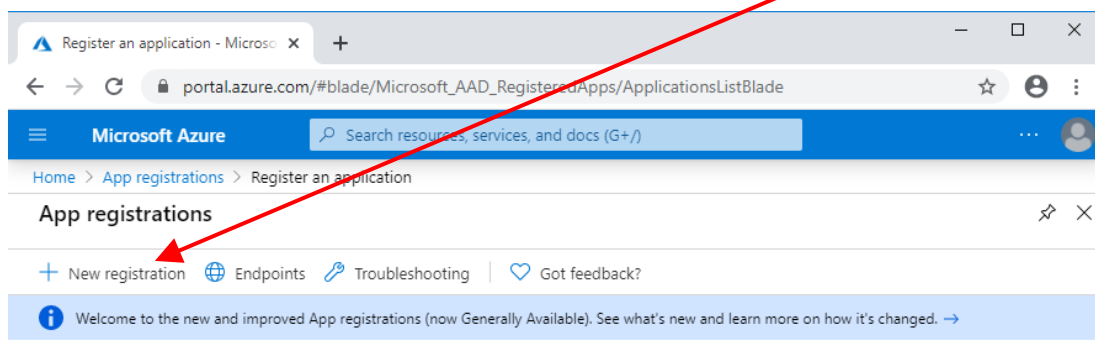 Register an application - Microso
portal.azure.com/#blade/Microsoft_AAD_RegisteredApps/ApplicationsListBlade
Microsoft Azure Search resources, services, and docs (G+/)
Home > App registrations > Register an application
App registrations
New registration Endpoints Troubleshooting Got feedback?
Welcome to the new and improved App registrations (now Generally Available). See what's new and learn more on how it's changed. →